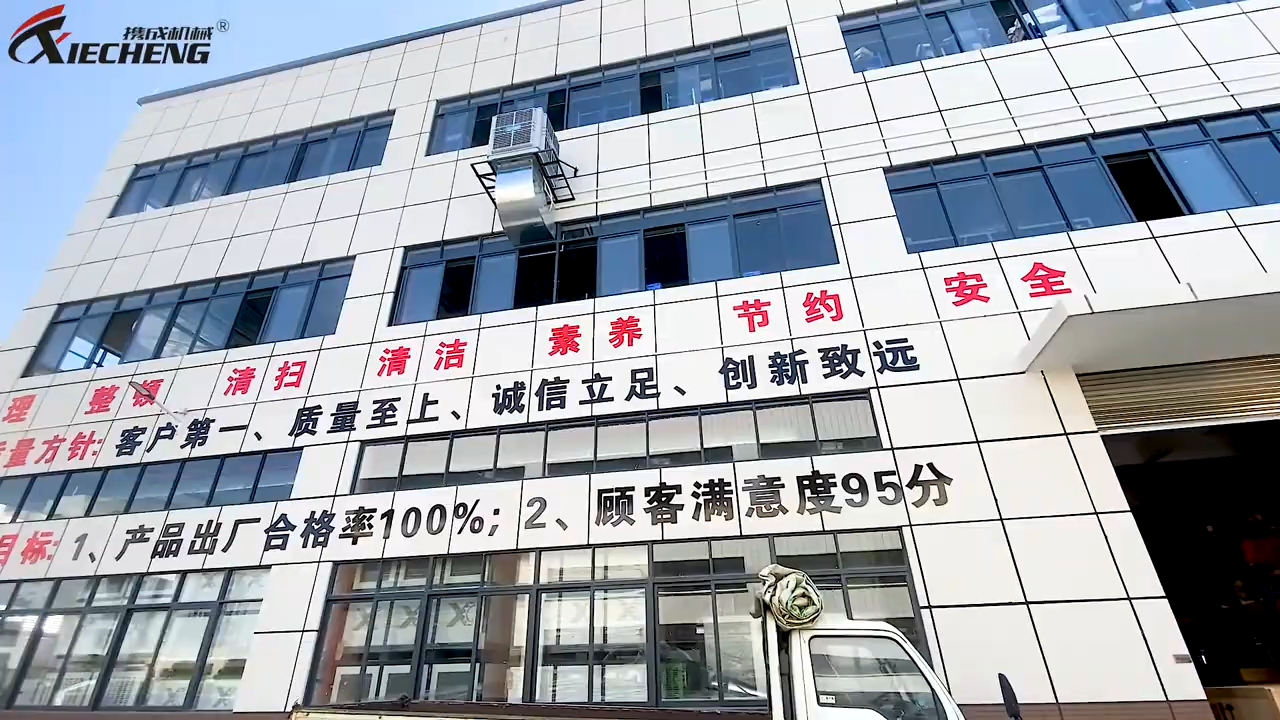 携成机械®
XIECHENG
理 整顿 清扫 清洁 素养 节约 安全
质量方针: 客户第一、质量至上、诚信立足、创新致远
目标: 1、产品出厂合格率100%; 2、顾客满意度95分